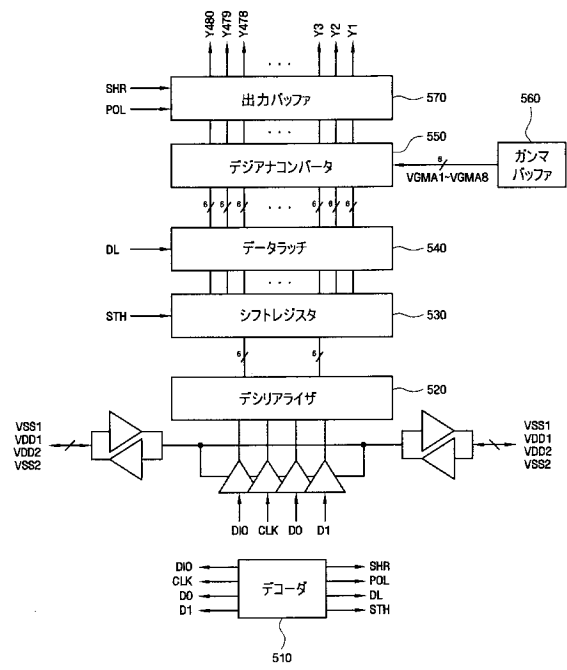 Y480 Y479 Y478 Y3 Y2 Y1
. . .
SHR
POL
出力バッファ
570
. . .
550
560
デジアナコンバータ
ガンマ
バッファ
6
VGMA1~VGMA8
6 6 6 . . . 6 6 6
DL
データラッチ
540
. . .
STH
シフトレジスタ
530
6 6
デシリアライザ
520
VSS1
VDD1
VDD2
VSS2
VSS1
VDD1
VDD2
VSS2
DIO CLK D0 D1
DIO
CLK
D0
D1
デコーダ
SHR
POL
DL
STH
510